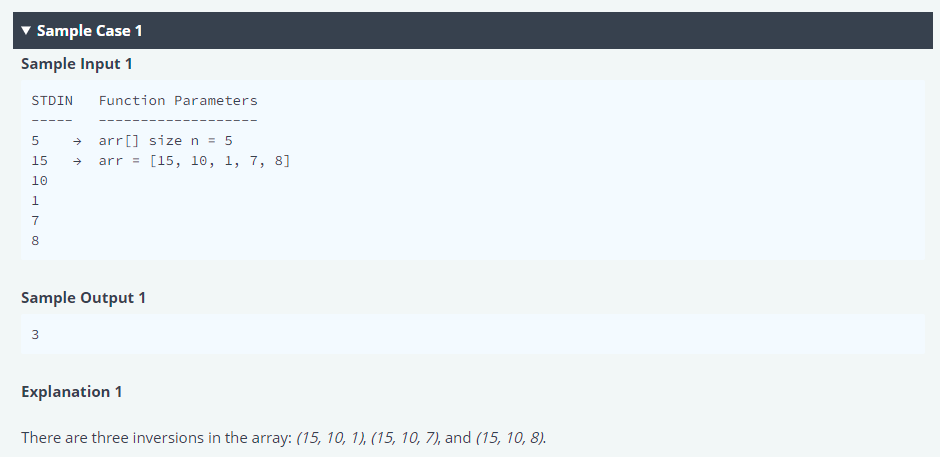 ▼ Sample Case 1
Sample Input 1
STDIN Function Parameters
----- -------------------
5 → arr[] size n = 5
15 → arr = [15, 10, 1, 7, 8]
10
1
7
8
Sample Output 1
3
Explanation 1
There are three inversions in the array: (15, 10, 1), (15, 10, 7), and (15, 10, 8).